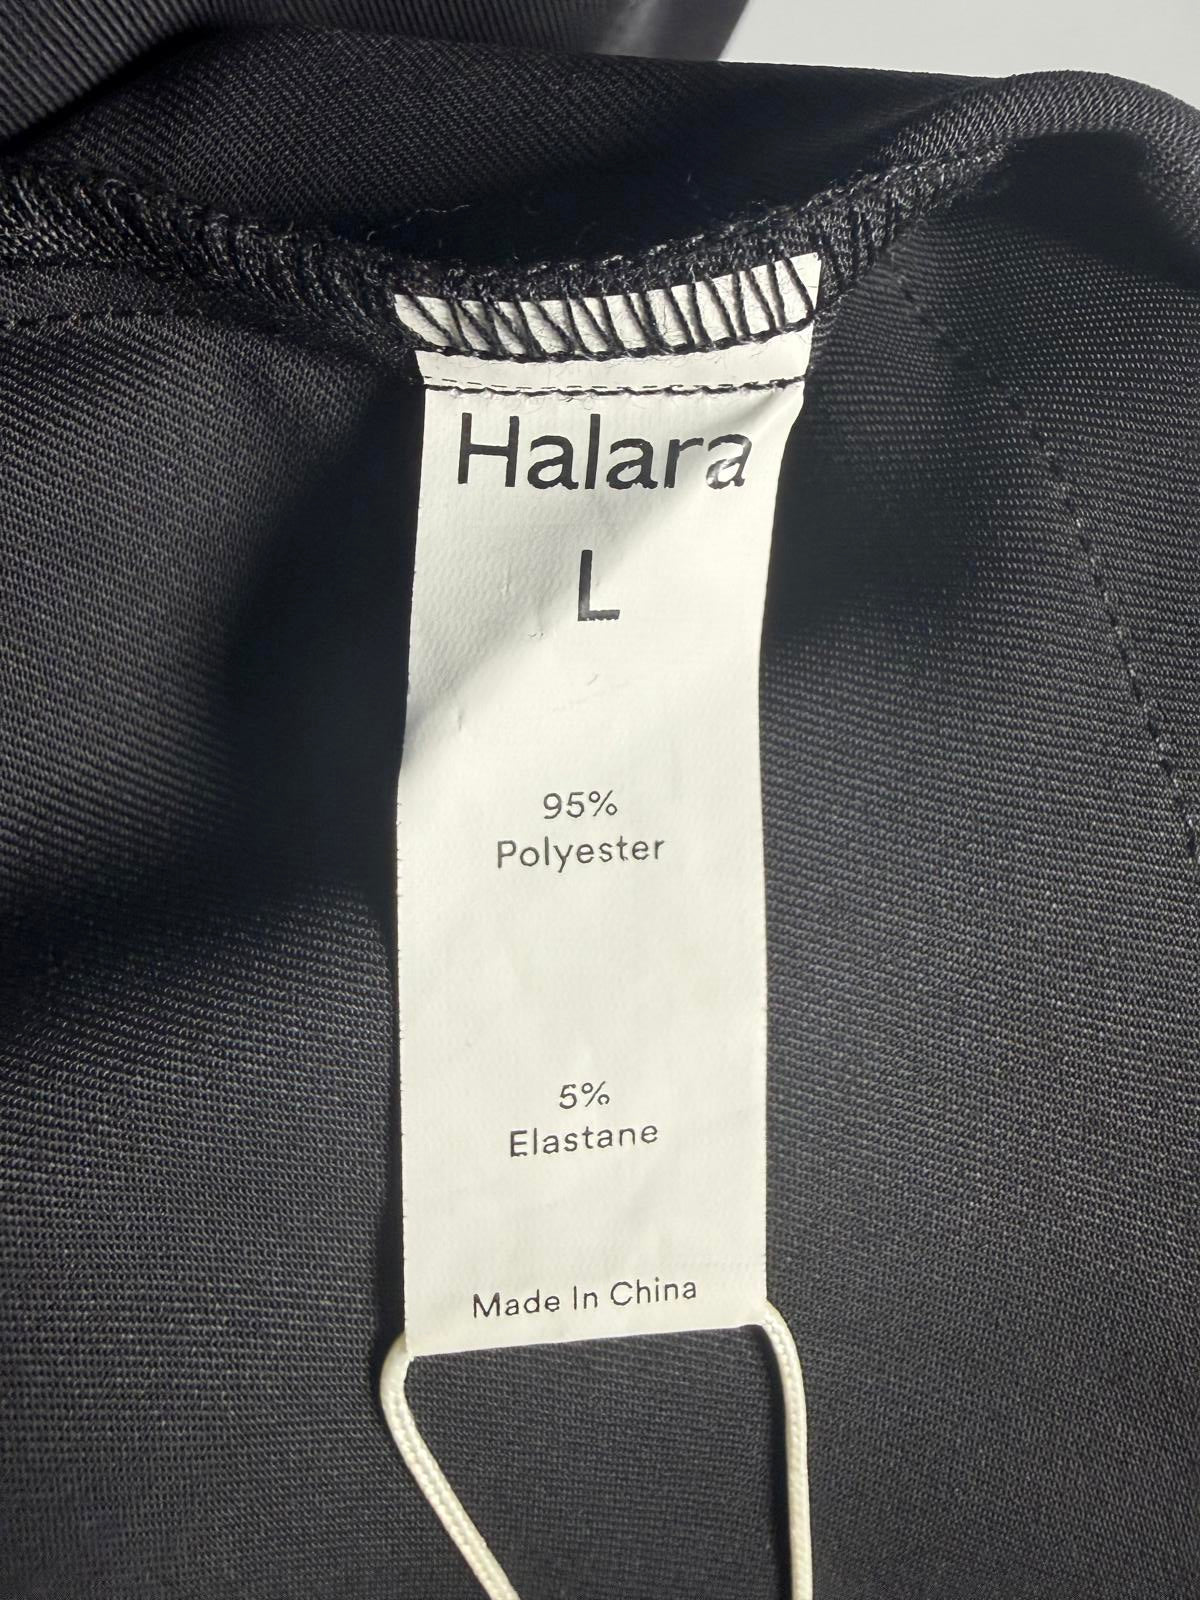 Halara
L
95%
Polyester
5%
Elastane
Made In China